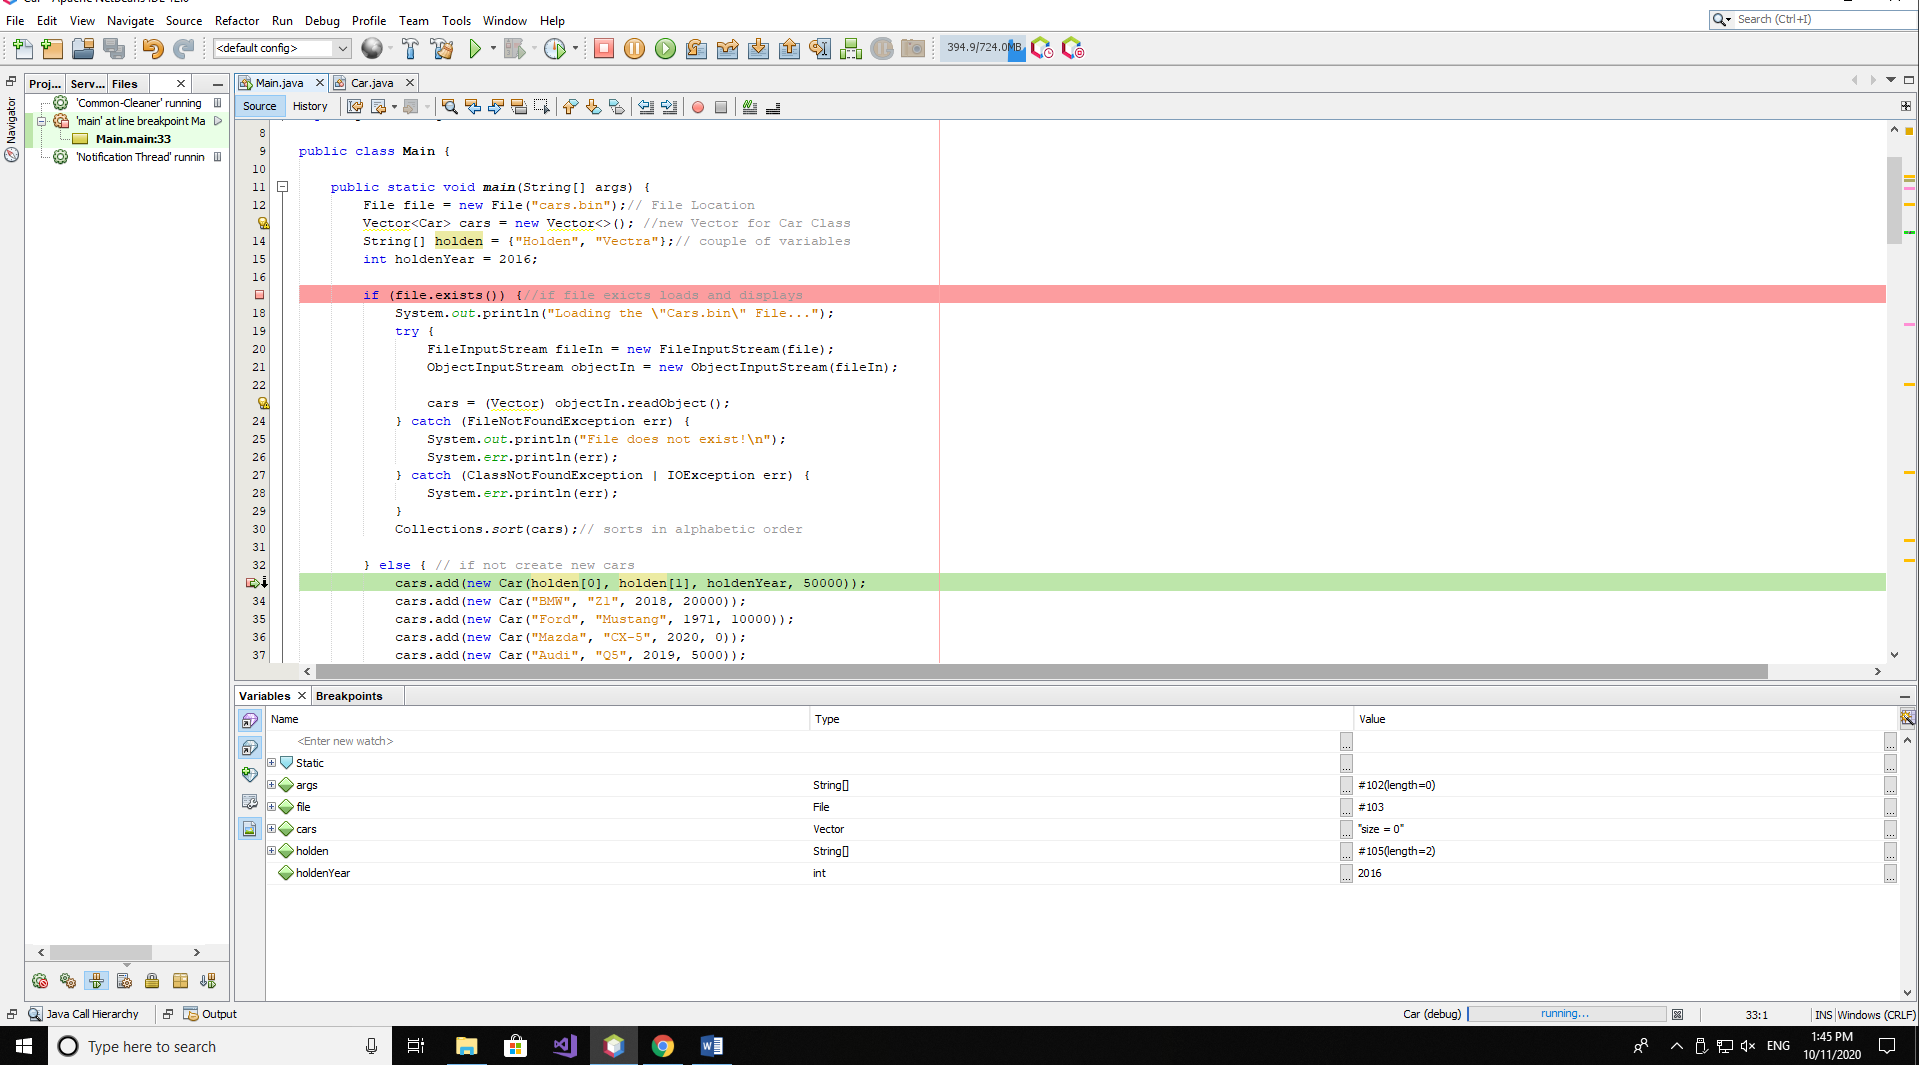 File Edit View Navigate Source Refactor Run Debug Profile Team Tools Window Help
Search (Ctrl+I)
<default config>
394.9/724.0MB
Proj... Serv... Files
Main.java Car.java
Navigator
Source History
'Common-Cleaner' running
'main' at line breakpoint Ma
Main.main:33
'Notification Thread' runnin
8
9 public class Main {
10
11 public static void main(String[] args) {
12 File file = new File("cars.bin");// File Location
Vector<Car> cars = new Vector<>(); //new Vector for Car Class
14 String[] holden = {"Holden", "Vectra"};// couple of variables
15 int holdenYear = 2016;
16
if (file.exists()) {//if file exicts loads and displays
18 System.out.println("Loading the \"Cars.bin\" File...");
19 try {
20 FileInputStream fileIn = new FileInputStream(file);
21 ObjectInputStream objectIn = new ObjectInputStream(fileIn);
22
cars = (Vector) objectIn.readObject();
24 } catch (FileNotFoundException err) {
25 System.out.println("File does not exist!\n");
26 System.err.println(err);
27 } catch (ClassNotFoundException | IOException err) {
28 System.err.println(err);
29 }
30 Collections.sort(cars);// sorts in alphabetic order
31
32 } else { // if not create new cars
cars.add(new Car(holden[0], holden[1], holdenYear, 50000));
34 cars.add(new Car("BMW", "Z1", 2018, 20000));
35 cars.add(new Car("Ford", "Mustang", 1971, 10000));
36 cars.add(new Car("Mazda", "CX-5", 2020, 0));
37 cars.add(new Car("Audi", "Q5", 2019, 5000));
Variables Breakpoints
Name Type Value
<Enter new watch>
Static
args String[] #102(length=0)
file File #103
cars Vector "size = 0"
holden String[] #105(length=2)
holdenYear int 2016
Java Call Hierarchy Output
Car (debug) running... 33:1 INS Windows (CRLF)
Type here to search
ENG
1:45 PM
10/11/2020